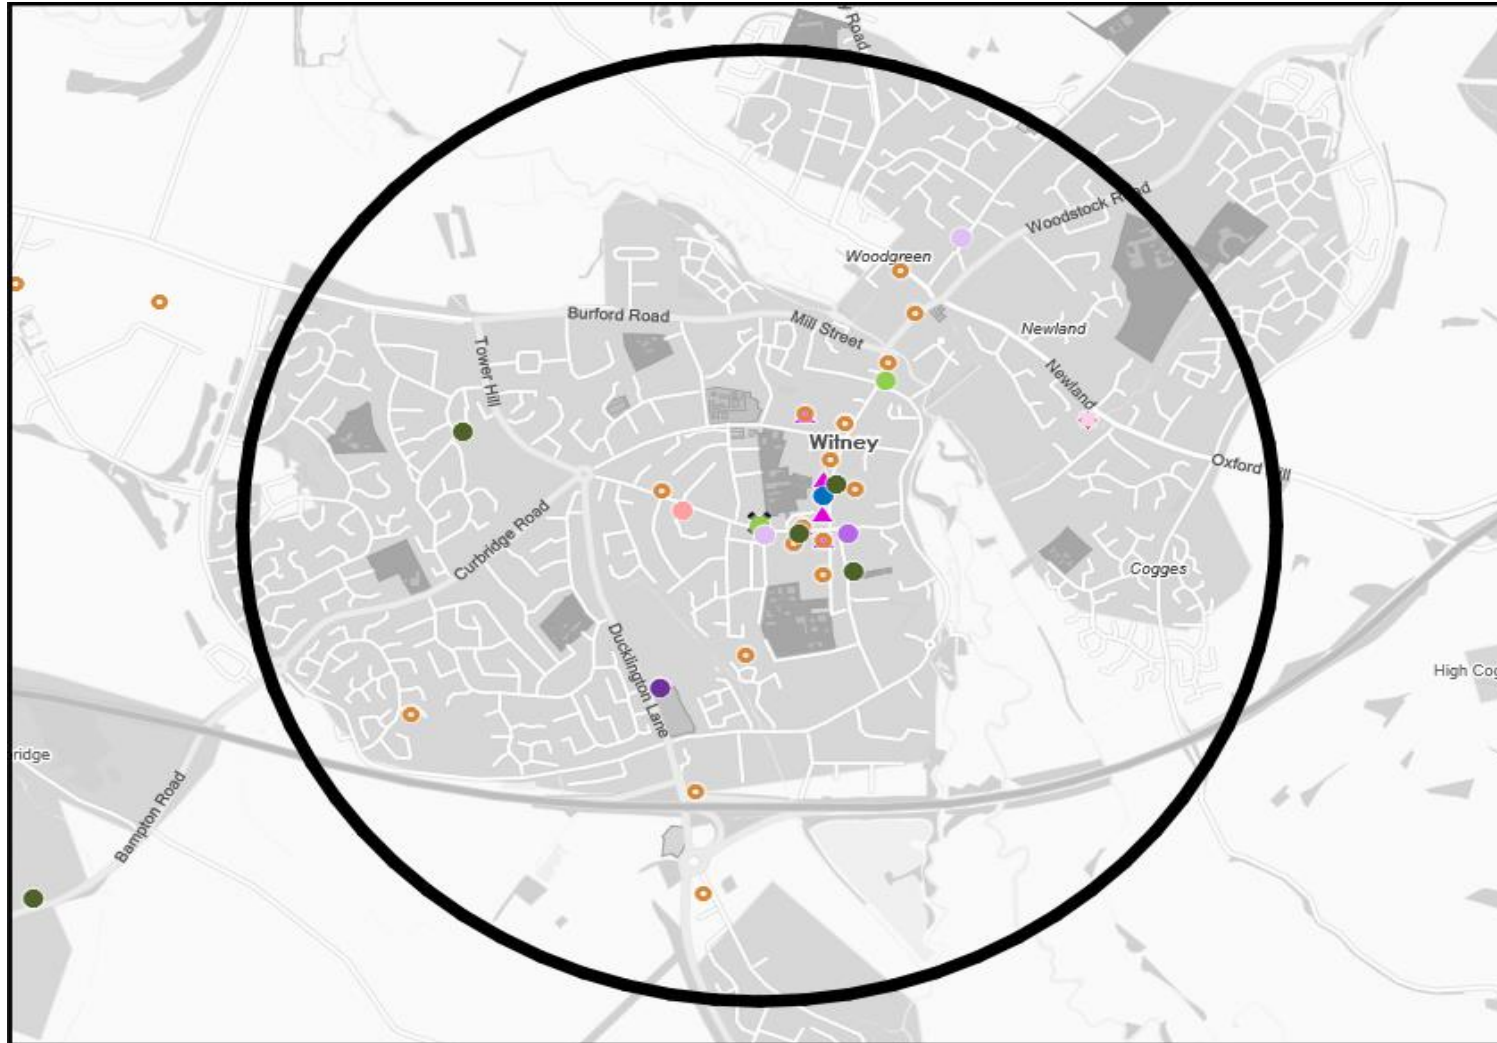 y Road
Woodstock Road
Woodgreen
Burford Road
Mill Street
Newland
Tower Hill
Newland
Witney
Oxford Hill
Curbridge Road
Cogges
Ducklington Lane
High Cog
ridge
Bampton Road